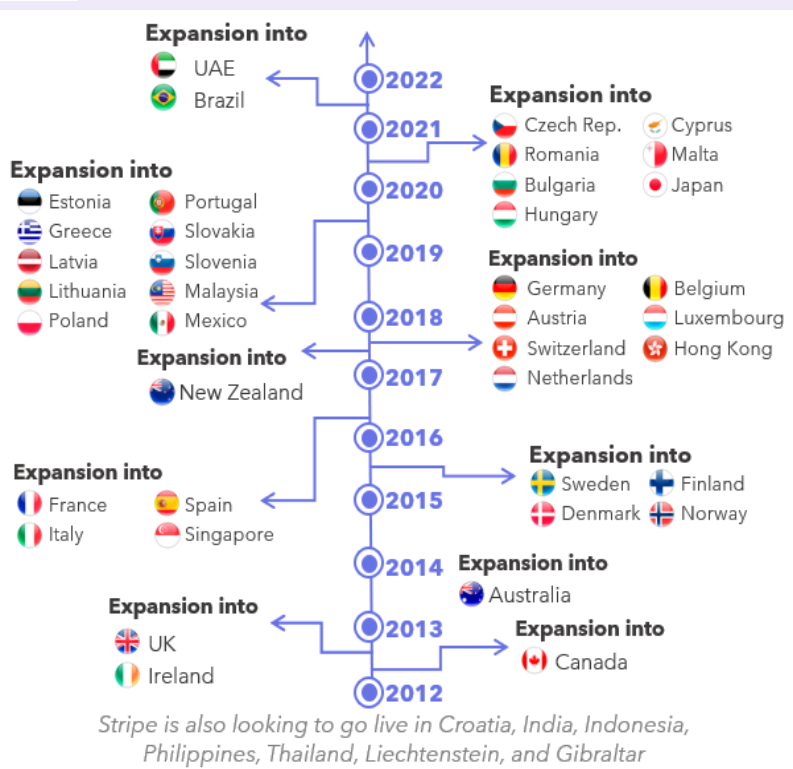 Expansion into
UAE
Brazil
2022
Expansion into
Czech Rep.
Cyprus
Romania
Malta
Bulgaria
Japan
Hungary
2021
Expansion into
Estonia
Portugal
Greece
Slovakia
Latvia
Slovenia
Lithuania
Malaysia
Poland
Mexico
2020
2019
Expansion into
Germany
Belgium
Austria
Luxembourg
Switzerland
Hong Kong
Netherlands
2018
Expansion into
New Zealand
2017
2016
Expansion into
France
Spain
Italy
Singapore
Expansion into
Sweden
Finland
Denmark
Norway
2015
2014
Expansion into
Australia
Expansion into
UK
Ireland
2013
Expansion into
Canada
2012
Stripe is also looking to go live in Croatia, India, Indonesia,
Philippines, Thailand, Liechtenstein, and Gibraltar